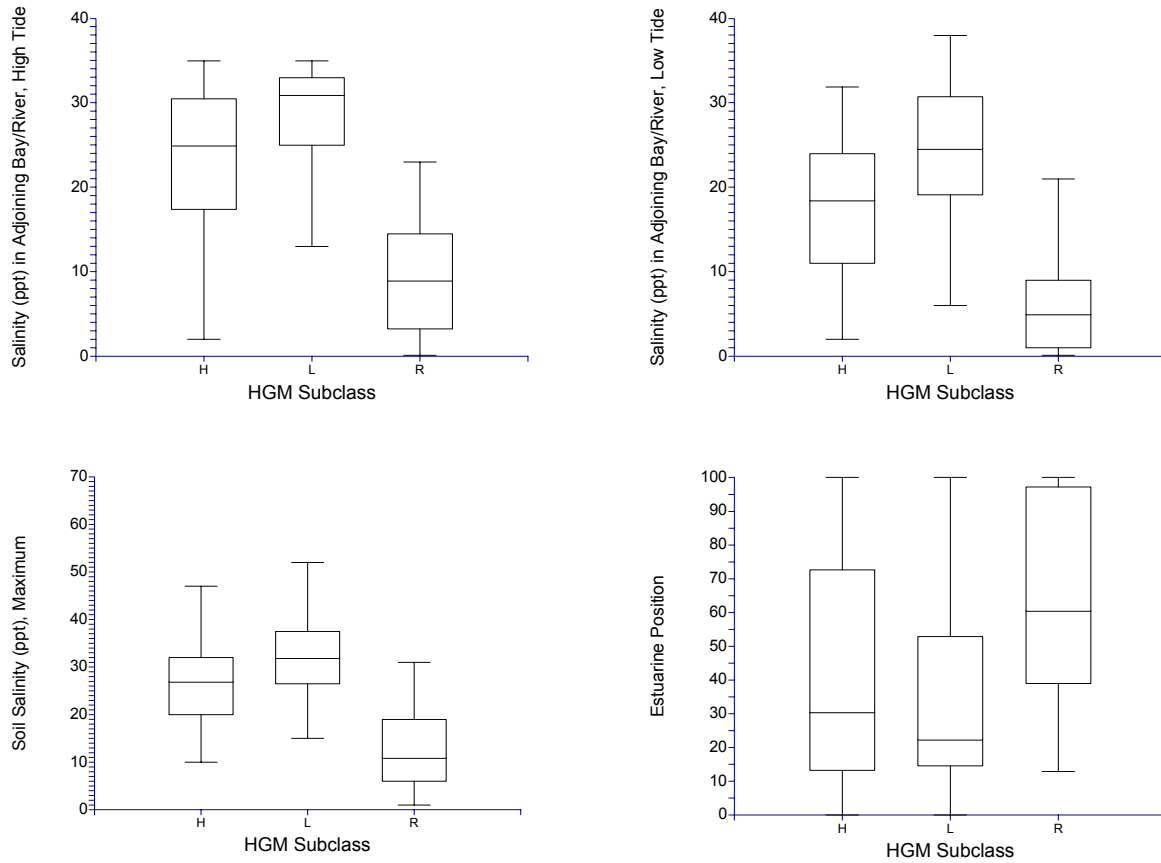 Salinity (ppt) in Adjoining Bay/River, High Tide
40
30
20
10
0
H L R
HGM Subclass
Salinity (ppt) in Adjoining Bay/River, Low Tide
40
30
20
10
0
H L R
HGM Subclass
Soil Salinity (ppt), Maximum
70
60
50
40
30
20
10
0
H L R
HGM Subclass
Estuarine Position
100
90
80
70
60
50
40
30
20
10
0
H L R
HGM Subclass